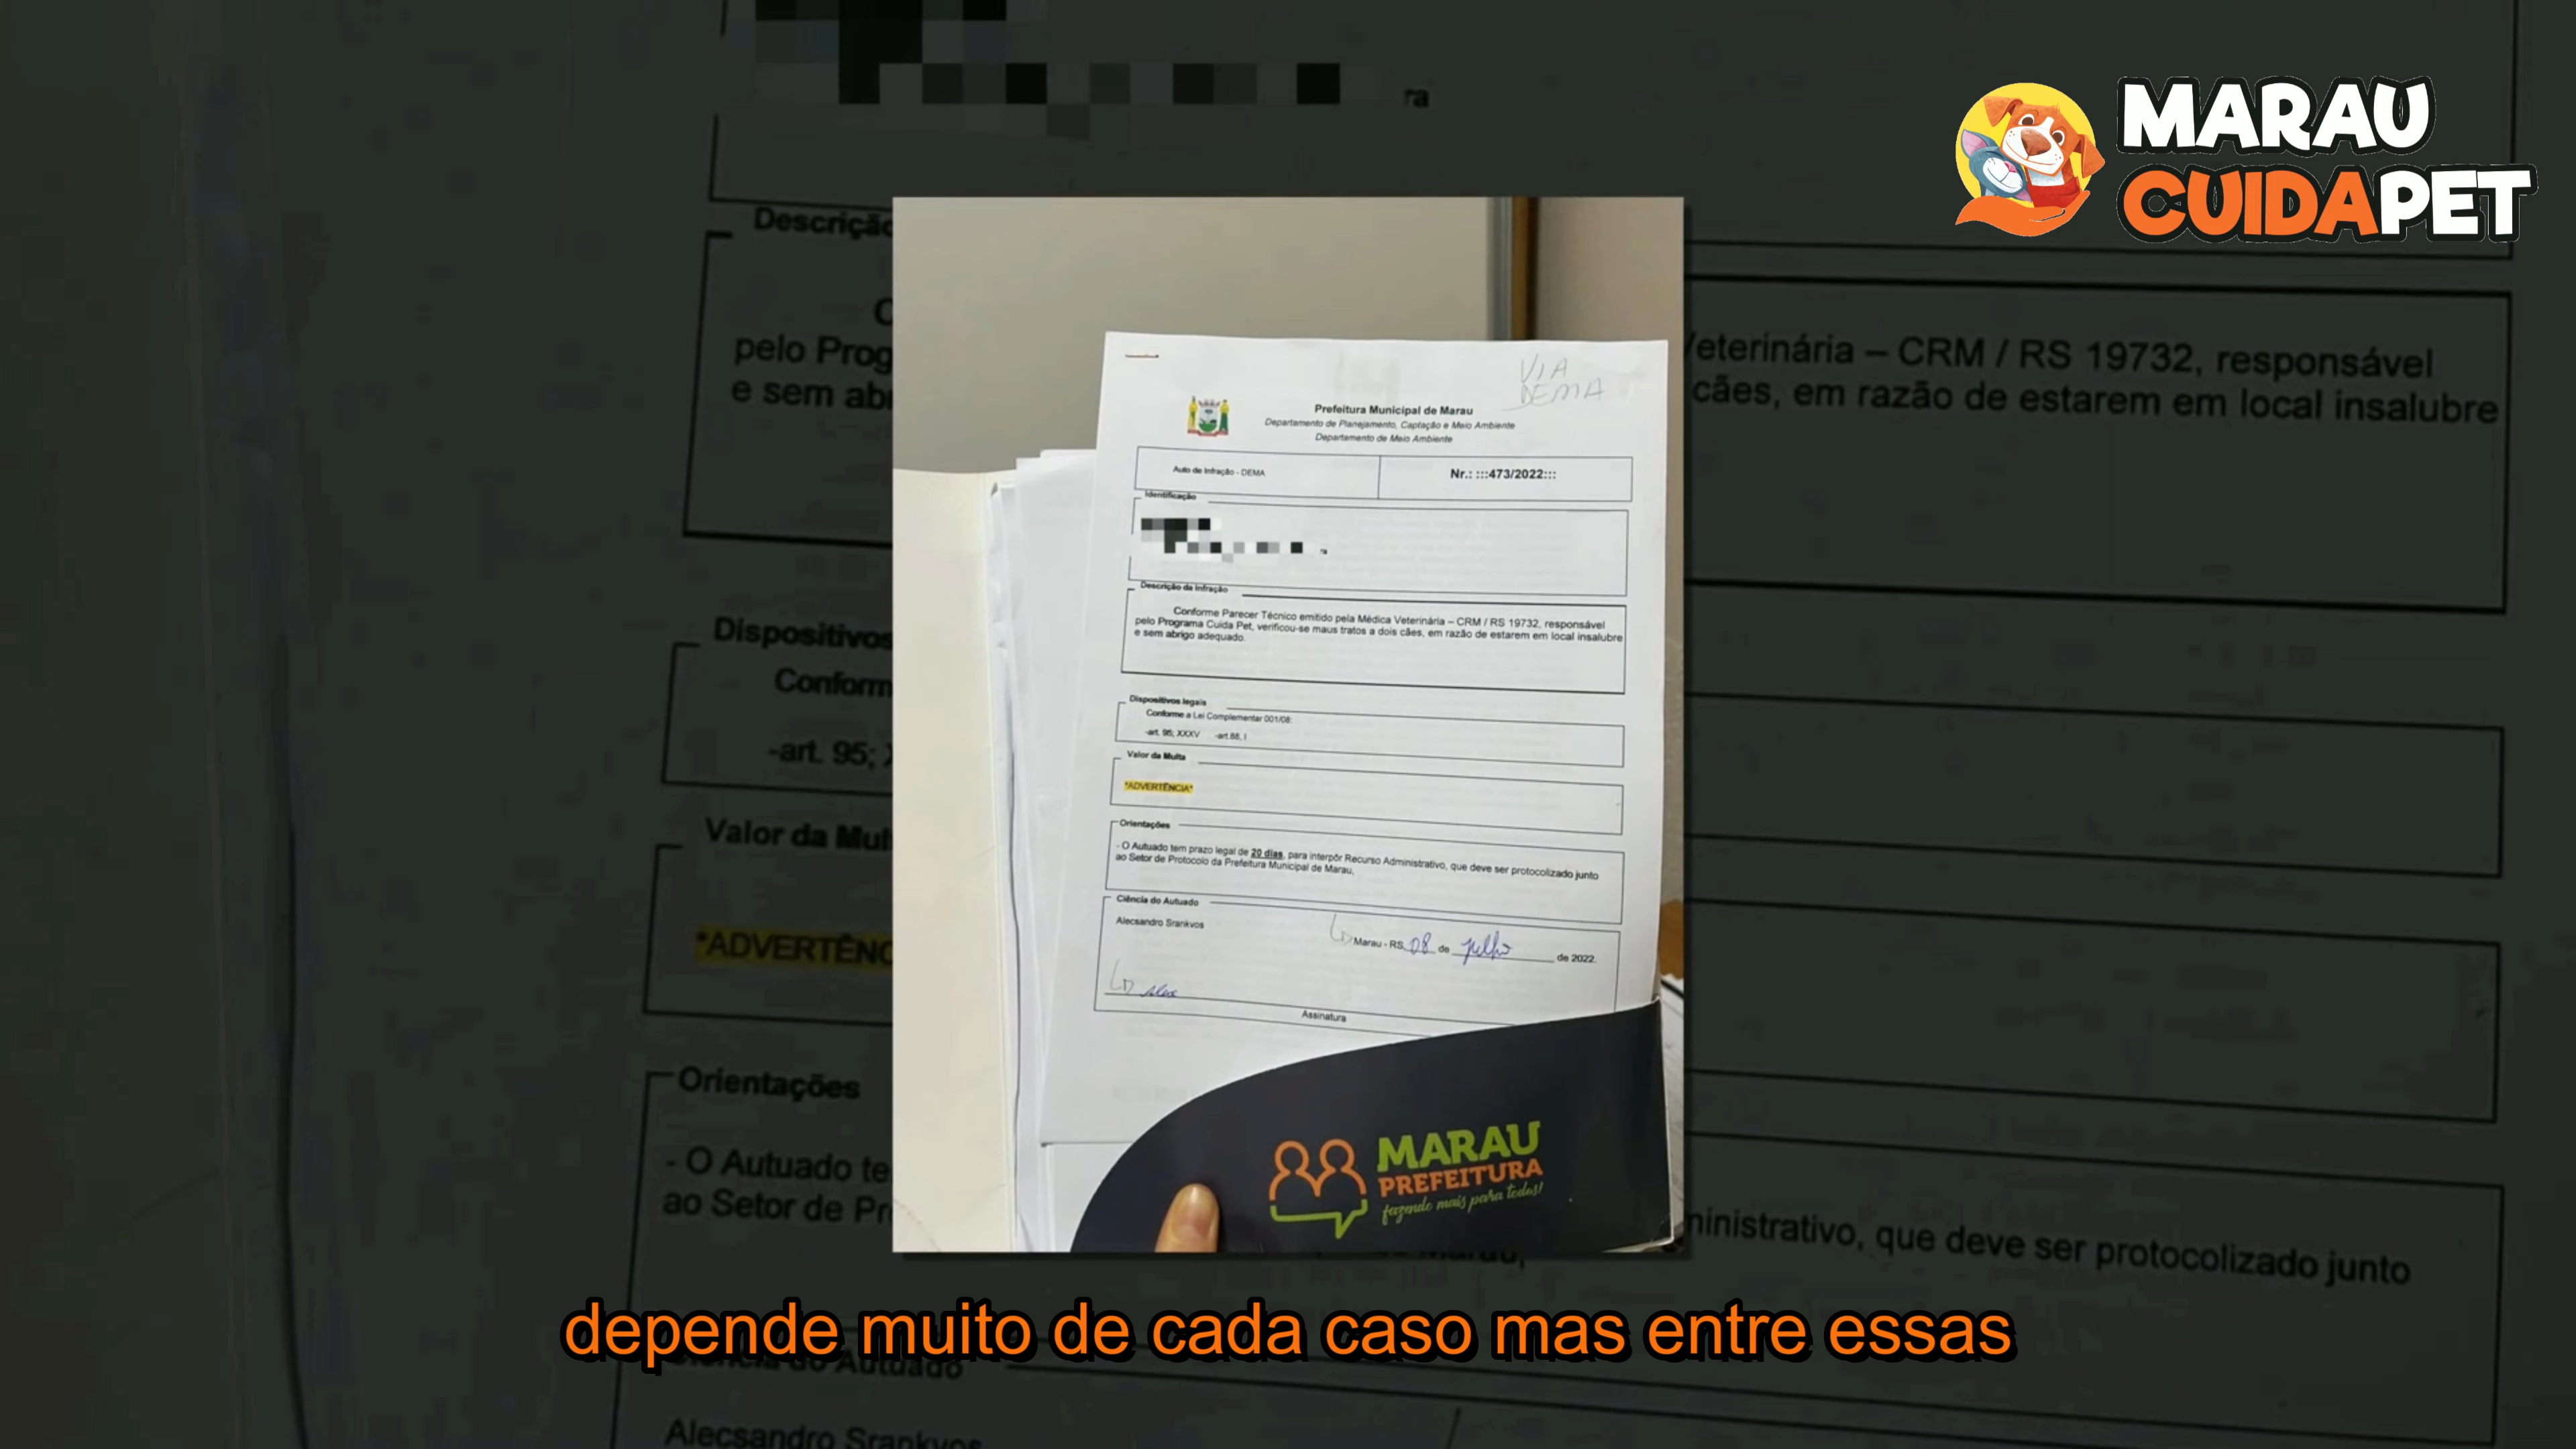 MARAU
CUIDAPET
VIA
DEMA
Prefeitura Municipal de Marau
Departamento de Planejamento, Captação e Meio Ambiente
Departamento de Meio Ambiente
Auto de Infração - DEMA
Nr.: :::473/2022:::
Identificação
ra
Descrição da Infração
Conforme Parecer Técnico emitido pela Médica Veterinária – CRM / RS 19732, responsável
pelo Programa Cuida Pet, verificou-se maus tratos a dois cães, em razão de estarem em local insalubre
e sem abrigo adequado.
Dispositivos legais
Conforme a Lei Complementar 001/08:
-art. 95; XXXV -art.88, I
Valor da Multa
*ADVERTÊNCIA*
Orientações
- O Autuado tem prazo legal de 20 dias, para interpôr Recurso Administrativo, que deve ser protocolizado junto
ao Setor de Protocolo da Prefeitura Municipal de Marau,
Ciência do Autuado
Alecsandro Srankvos
Marau - RS, 08 de julho de 2022.
Assinatura
MARAU
PREFEITURA
fazendo mais para todos!
ra
Descrição
pelo Prog
e sem ab
Veterinária – CRM / RS 19732, responsável
cães, em razão de estarem em local insalubre
Dispositivos
Conform
-art. 95;
Valor da Mul
*ADVERTÊNC
Orientações
- O Autuado te
ao Setor de Pr
ninistrativo, que deve ser protocolizado junto
depende muito de cada caso mas entre essas
Ciência do Autuado
Alecsandro Srankvos